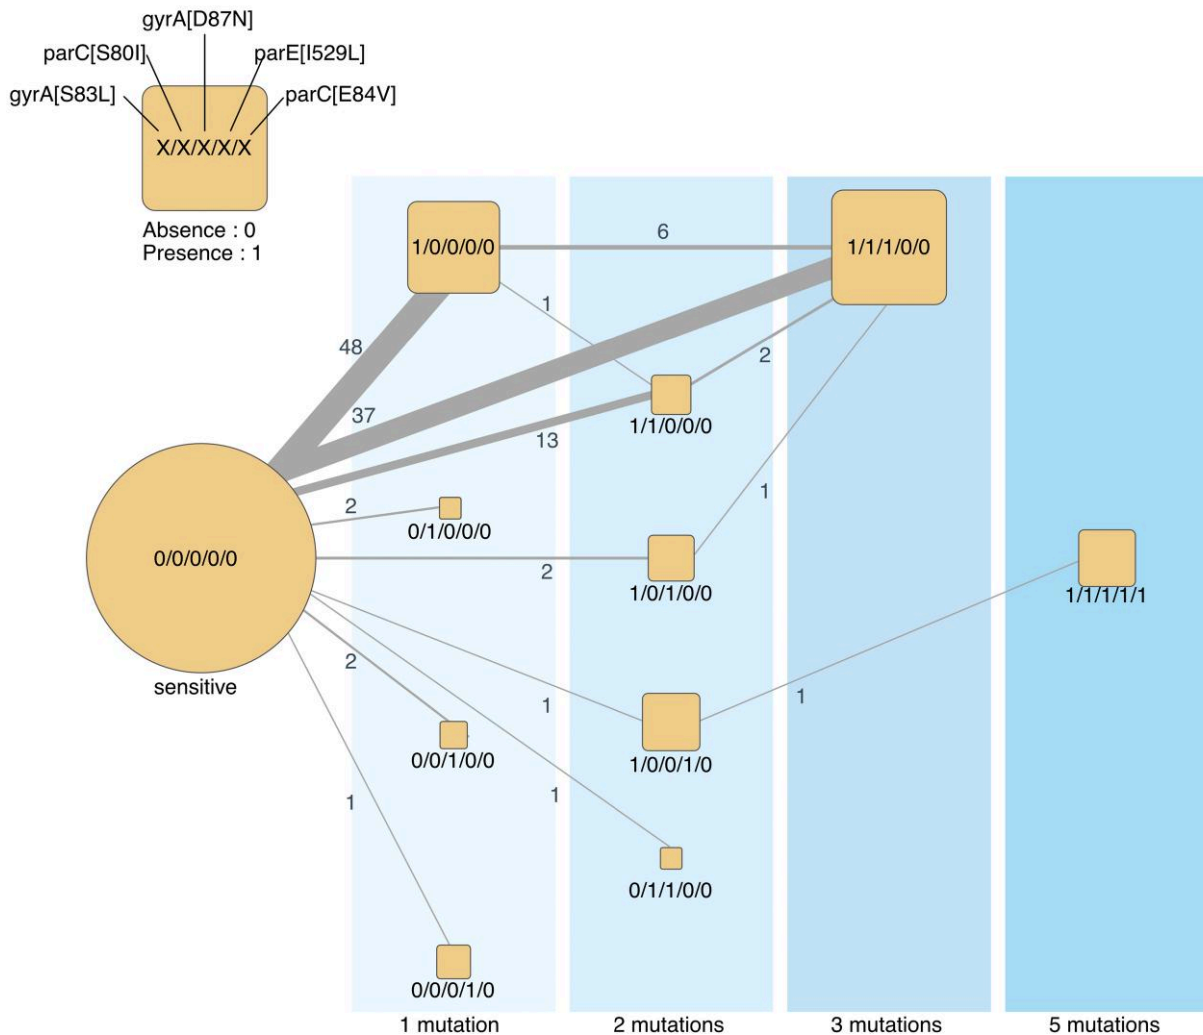 gyrA[D87N]
parC[S80I]
parE[I529L]
gyrA[S83L]
parC[E84V]
X/X/X/X/X
Absence : 0
Presence : 1
1/0/0/0/0
6
1/1/1/0/0
1
48
2
37
1/1/0/0/0
13
1
2
0/1/0/0/0
0/0/0/0/0
2
1/0/1/0/0
1/1/1/1/1
2
sensitive
1
1
0/0/1/0/0
1/0/0/1/0
1
1
0/1/1/0/0
0/0/0/1/0
1 mutation
2 mutations
3 mutations
5 mutations